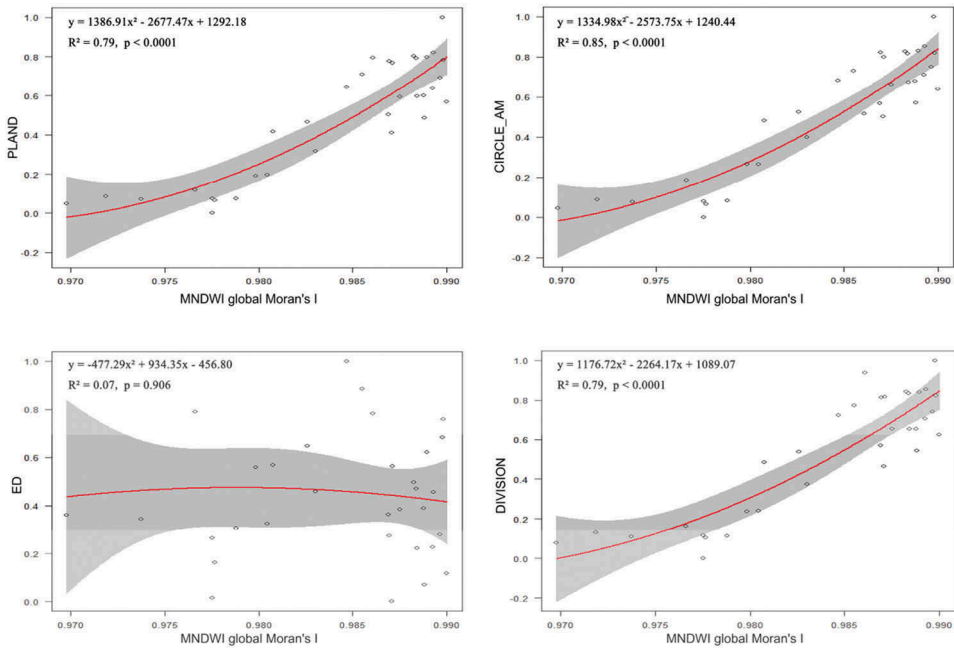 y = 1386.91x² - 2677.47x + 1292.18
R² = 0.79, p < 0.0001
1.0
0.8
0.6
0.4
0.2
0.0
-0.2
PLAND
0.970 0.975 0.980 0.985 0.990
MNDWI global Moran's I
y = 1334.98x² - 2573.75x + 1240.44
R² = 0.85, p < 0.0001
1.0
0.8
0.6
0.4
0.2
0.0
-0.2
CIRCLE_AM
0.970 0.975 0.980 0.985 0.990
MNDWI global Moran's I
y = -477.29x² + 934.35x - 456.80
R² = 0.07, p = 0.906
1.0
0.8
0.6
0.4
0.2
0.0
ED
0.970 0.975 0.980 0.985 0.990
MNDWI global Moran's I
y = 1176.72x² - 2264.17x + 1089.07
R² = 0.79, p < 0.0001
1.0
0.8
0.6
0.4
0.2
0.0
-0.2
DIVISION
0.970 0.975 0.980 0.985 0.990
MNDWI global Moran's I